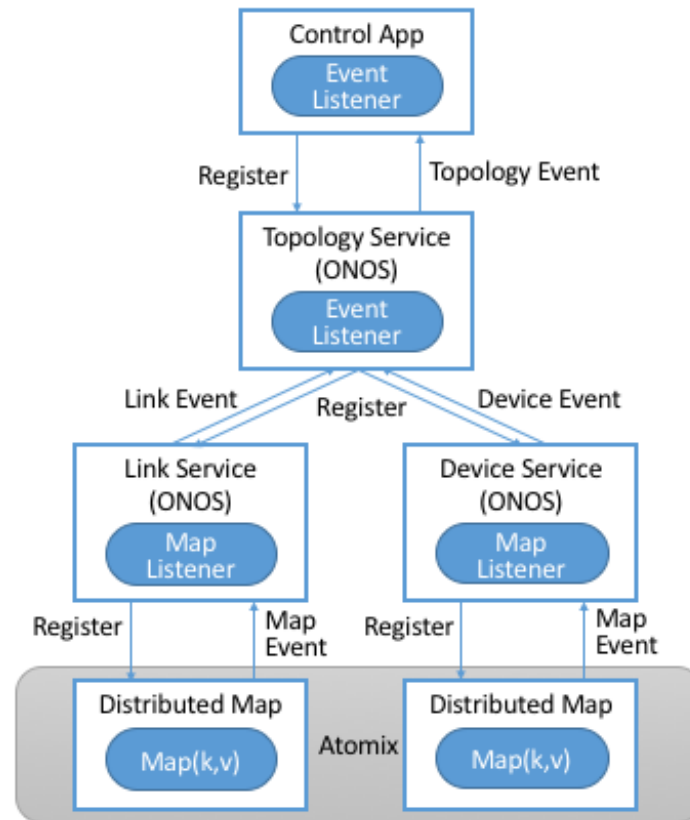 Control App
Event
Listener
Register
Topology Event
Topology Service
(ONOS)
Event
Listener
Link Event
Register
Device Event
Link Service
(ONOS)
Map
Listener
Device Service
(ONOS)
Map
Listener
Register
Map
Event
Register
Map
Event
Distributed Map
Map(k,v)
Atomix
Distributed Map
Map(k,v)